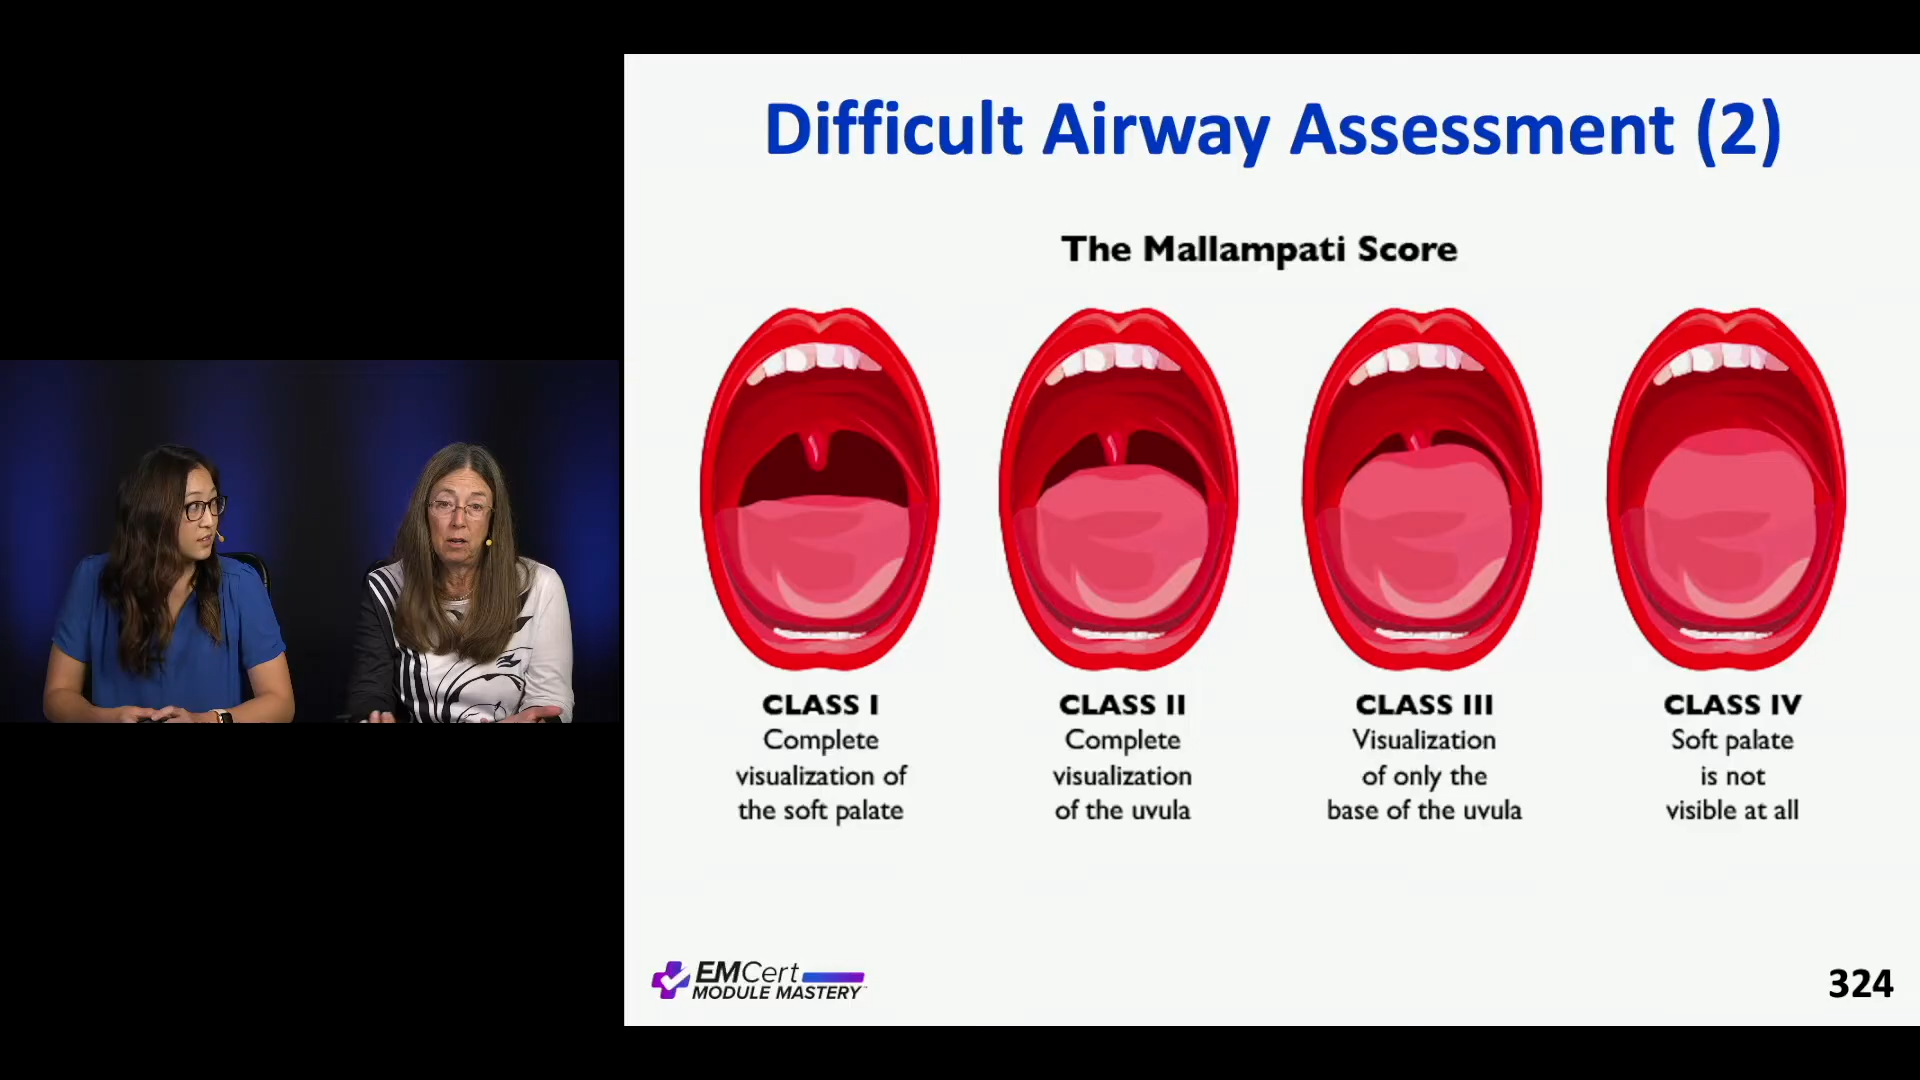 Difficult Airway Assessment (2)
The Mallampati Score
CLASS I
Complete
visualization of
the soft palate
CLASS II
Complete
visualization
of the uvula
CLASS III
Visualization
of only the
base of the uvula
CLASS IV
Soft palate
is not
visible at all
EMCert
MODULE MASTERY™
324